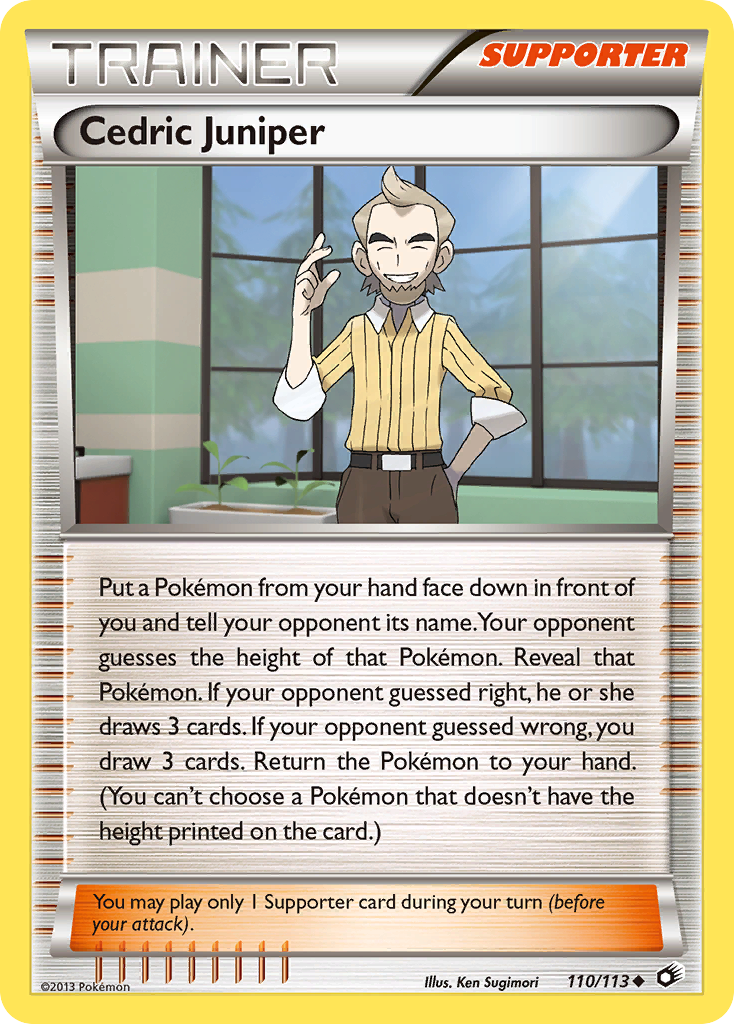 TRAINER
SUPPORTER
Cedric Juniper
Put a Pokémon from your hand face down in front of
you and tell your opponent its name. Your opponent
guesses the height of that Pokémon. Reveal that
Pokémon. If your opponent guessed right, he or she
draws 3 cards. If your opponent guessed wrong, you
draw 3 cards. Return the Pokémon to your hand.
(You can't choose a Pokémon that doesn't have the
height printed on the card.)
You may play only 1 Supporter card during your turn (before
your attack).
©2013 Pokémon
Illus. Ken Sugimori
110/113